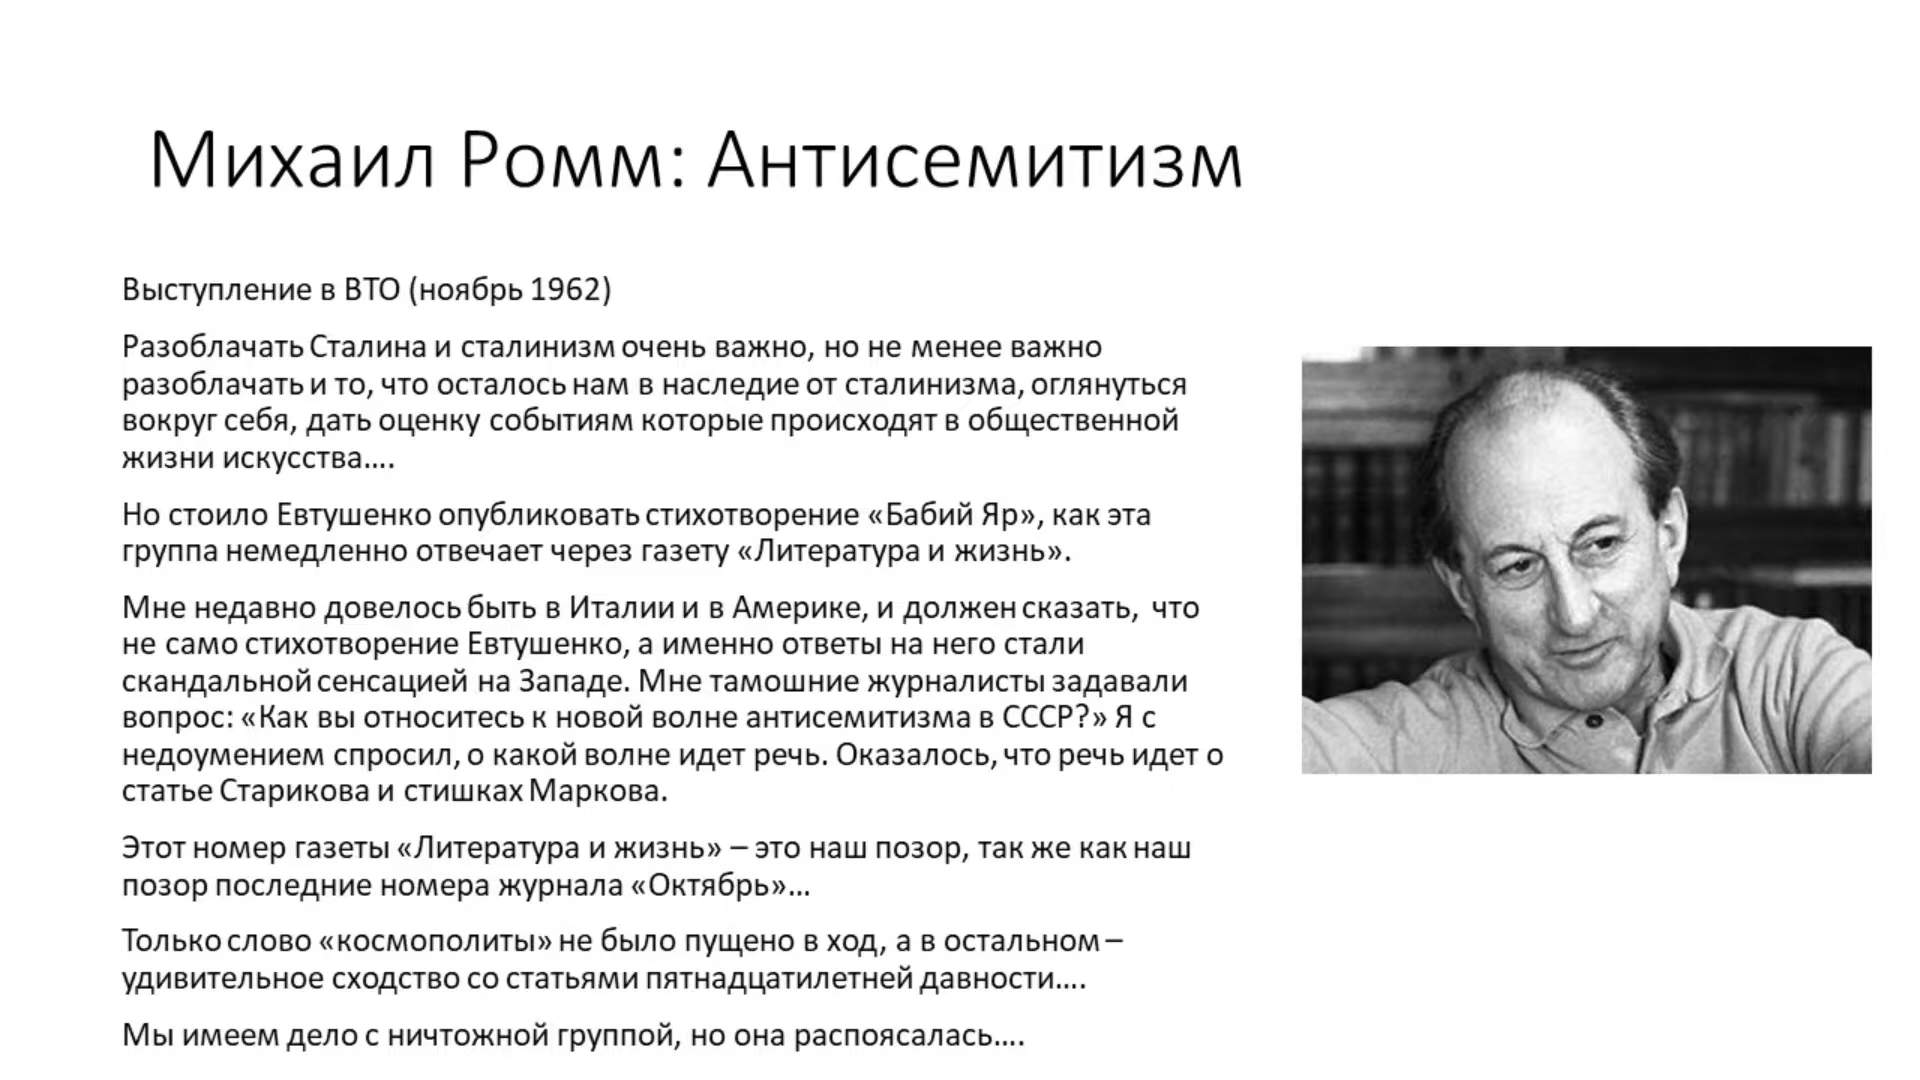 Михаил Ромм: Антисемитизм
Выступление в ВТО (ноябрь 1962)
Разоблачать Сталина и сталинизм очень важно, но не менее важно
разоблачать и то, что осталось нам в наследие от сталинизма, оглянуться
вокруг себя, дать оценку событиям которые происходят в общественной
жизни искусства….
Но стоило Евтушенко опубликовать стихотворение «Бабий Яр», как эта
группа немедленно отвечает через газету «Литература и жизнь».
Мне недавно довелось быть в Италии и в Америке, и должен сказать, что
не само стихотворение Евтушенко, а именно ответы на него стали
скандальной сенсацией на Западе. Мне тамошние журналисты задавали
вопрос: «Как вы относитесь к новой волне антисемитизма в СССР?» Я с
недоумением спросил, о какой волне идет речь. Оказалось, что речь идет о
статье Старикова и стишках Маркова.
Этот номер газеты «Литература и жизнь» – это наш позор, так же как наш
позор последние номера журнала «Октябрь»…
Только слово «космополиты» не было пущено в ход, а в остальном –
удивительное сходство со статьями пятнадцатилетней давности….
Мы имеем дело с ничтожной группой, но она распоясалась….